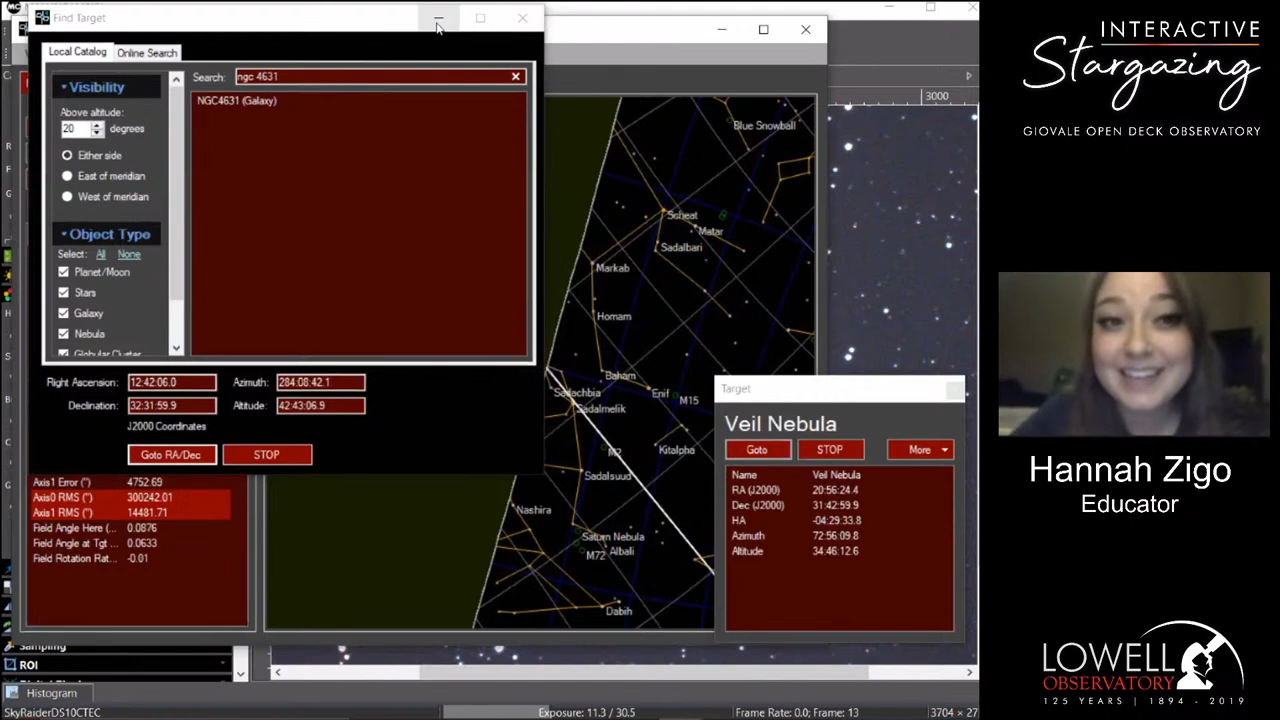 Find Target
Local Catalog
Online Search
Visibility
Above altitude:
20 degrees
Either side
East of meridian
West of meridian
Object Type
Select: All None
Planet/Moon
Stars
Galaxy
Nebula
Globular Cluster
Search: ngc 4631
NGC4631 (Galaxy)
Right Ascension: 12:42:06.0 Azimuth: 284:08:42.1
Declination: 32:31:59.9 Altitude: 42:43:06.9
J2000 Coordinates
Goto RA/Dec STOP
Axis1 Error (") 4752.69
Axis0 RMS (") 300242.01
Axis1 RMS (") 14481.71
Field Angle Here (... 0.0876
Field Angle at Tgt ... 0.0633
Field Rotation Rat... -0.01
Sampling
ROI
Histogram
SkyRaiderDS10CTEC
Exposure: 11.3 / 30.5
Frame Rate: 0.0; Frame: 13
3704 × 27
3000
Blue Snowball
Scheat
Matar
Sadalbari
Markab
Homam
Baham
Enif
M15
Sadachbia
Sadalmelik
Kitalpha
M2
Sadalsuud
Nashira
Saturn Nebula
M72
Albali
Dabih
Target
Veil Nebula
Goto STOP More
Name Veil Nebula
RA (J2000) 20:56:24.4
Dec (J2000) 31:42:59.9
HA -04:29:33.8
Azimuth 72:56:09.8
Altitude 34:46:12.6
INTERACTIVE
Stargazing
GIOVALE OPEN DECK OBSERVATORY
Hannah Zigo
Educator
LOWELL
OBSERVATORY
125 YEARS | 1894 - 2019